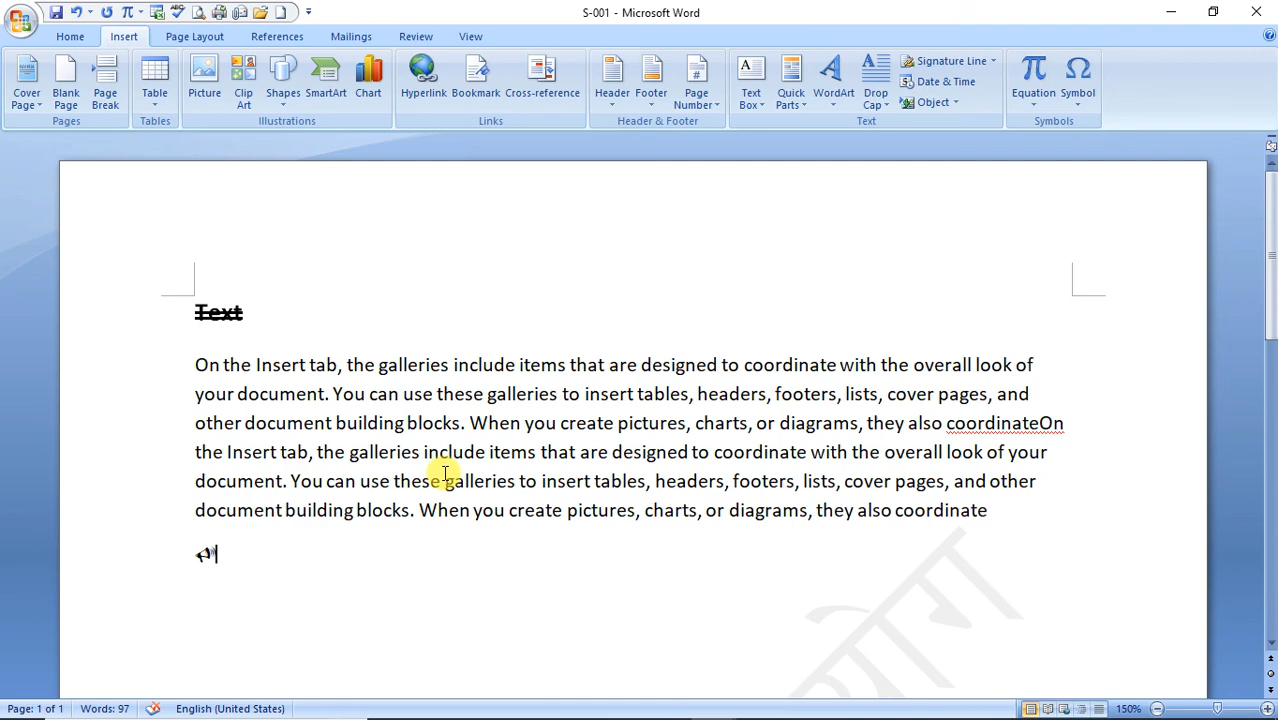 S-001 - Microsoft Word
Home Insert Page Layout References Mailings Review View
Cover Page Blank Page Page Break Table Picture Clip Art Shapes SmartArt Chart Hyperlink Bookmark Cross-reference Header Footer Page Number Text Box Quick Parts WordArt Drop Cap Signature Line Date & Time Object Equation Symbol
Pages Tables Illustrations Links Header & Footer Text Symbols
Text
On the Insert tab, the galleries include items that are designed to coordinate with the overall look of
your document. You can use these galleries to insert tables, headers, footers, lists, cover pages, and
other document building blocks. When you create pictures, charts, or diagrams, they also coordinateOn
the Insert tab, the galleries include items that are designed to coordinate with the overall look of your
document. You can use these galleries to insert tables, headers, footers, lists, cover pages, and other
document building blocks. When you create pictures, charts, or diagrams, they also coordinate
Page: 1 of 1 Words: 97 English (United States) 150%